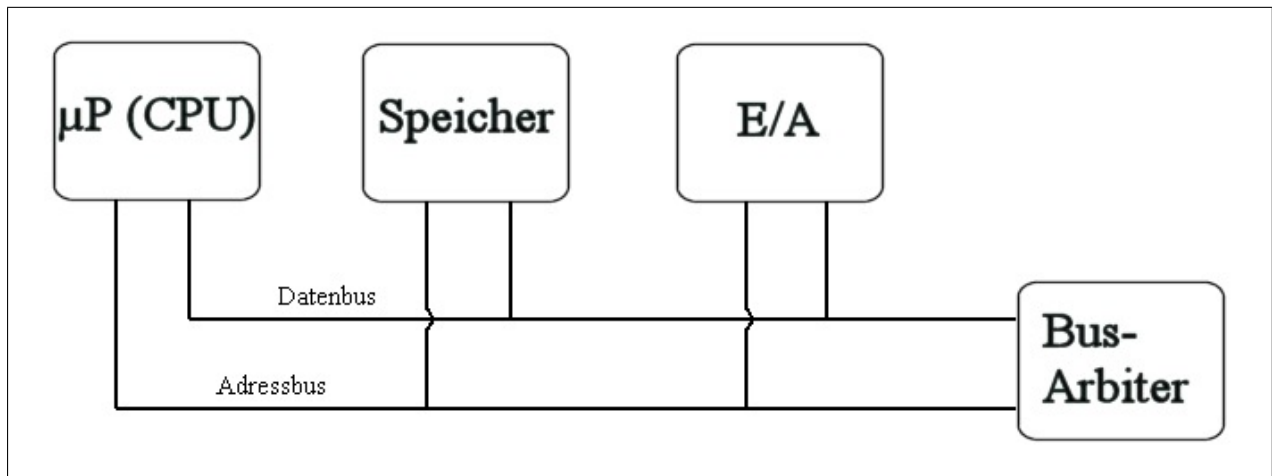 µP (CPU)
Speicher
E/A
Datenbus
Bus-
Arbiter
Adressbus